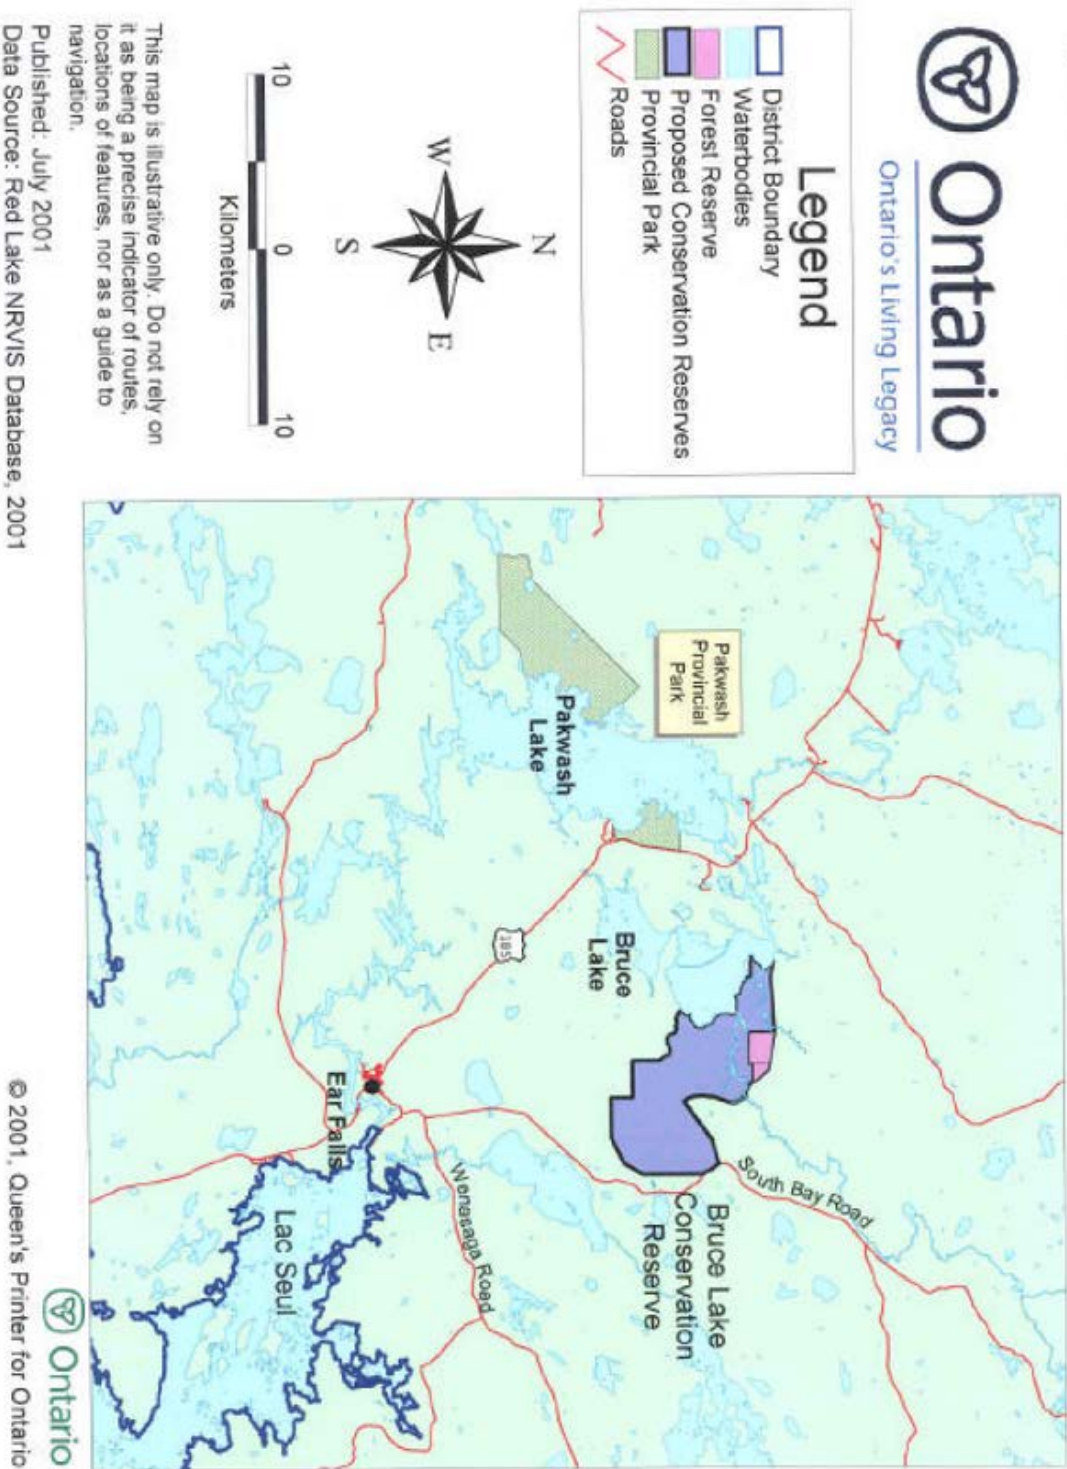 Ontario
Ontario's Living Legacy
Legend
District Boundary
Waterbodies
Forest Reserve
Proposed Conservation Reserves
Provincial Park
Roads
N
W
E
S
10 0 10
Kilometers
This map is illustrative only. Do not rely on
it as being a precise indicator of routes,
locations of features, nor as a guide to
navigation.
Published: July 2001
Data Source: Red Lake NRVIS Database, 2001
Pakwash
Provincial
Park
Pakwash
Lake
Bruce
Lake
105
South Bay Road
Bruce Lake
Conservation
Reserve
Wenasaga Road
Ear Falls
Lac Seul
Ontario
© 2001, Queen's Printer for Ontario